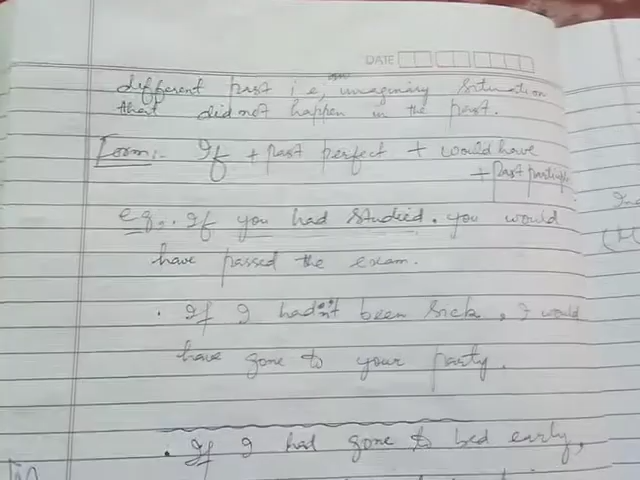 DATE
different past i.e, imaginary situation
that did not happen in the past.
Form:- If + past perfect + would have
+ past participle
eg.. If you had studied. you would
have passed the exam.
. If I hadn't been sick, I would
have gone to your party.
. If I had gone to bed early,